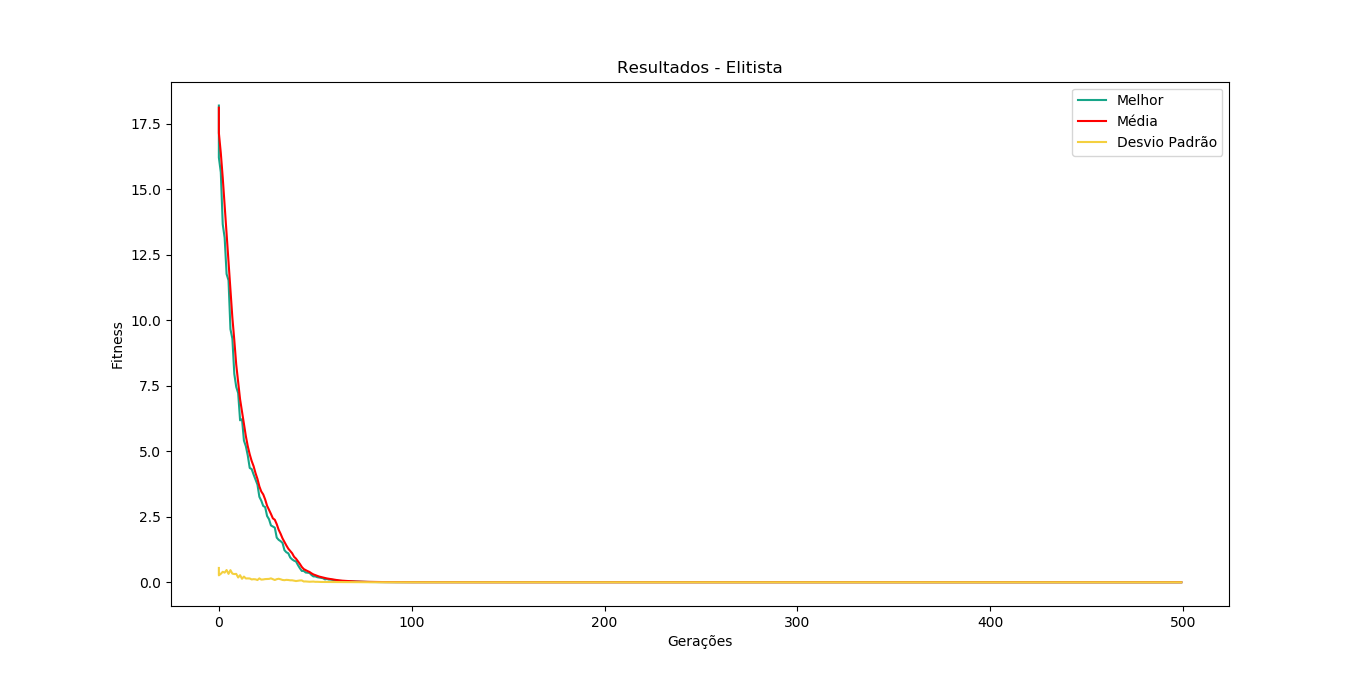 Resultados - Elitista
Melhor
Média
Desvio Padrão
17.5
15.0
12.5
10.0
7.5
5.0
2.5
0.0
Fitness
0 100 200 300 400 500
Gerações